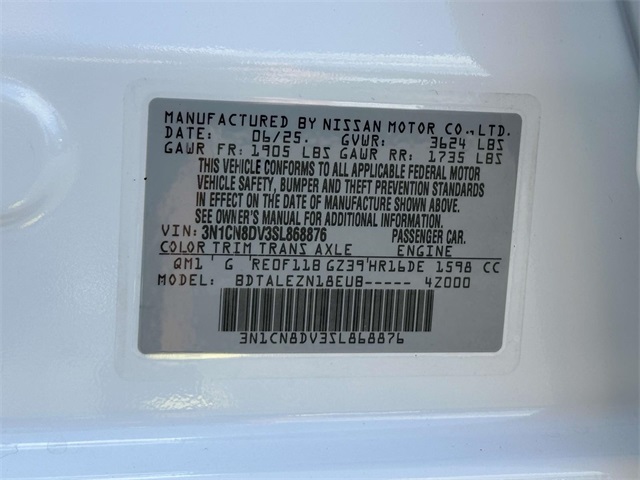 MANUFACTURED BY NISSAN MOTOR CO.,LTD.
DATE: 06/25. GVWR: 3624 LBS
GAWR FR: 1905 LBS GAWR RR: 1735 LBS
THIS VEHICLE CONFORMS TO ALL APPLICABLE FEDERAL MOTOR
VEHICLE SAFETY, BUMPER AND THEFT PREVENTION STANDARDS
IN EFFECT ON THE DATE OF MANUFACTURE SHOWN ABOVE.
SEE OWNER'S MANUAL FOR ADDITIONAL INFORMATION.
VIN: 3N1CN8DV3SL868876 PASSENGER CAR.
COLOR TRIM TRANS AXLE ENGINE
QM1 G RE0F11B GZ39 HR16DE 1598 CC
MODEL: BDTALEZN18EUB----- 4Z000
3N1CN8DV3SL868876